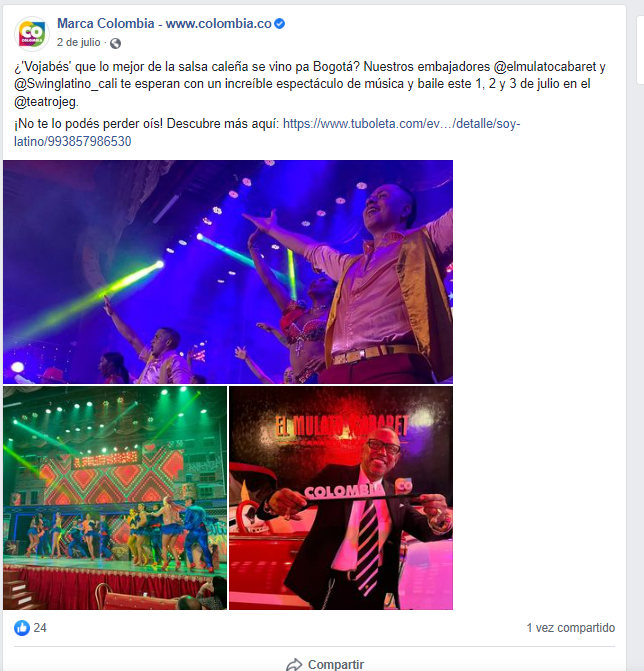 Marca Colombia - www.colombia.co
2 de julio ·
CO
COLOMBIA
¿'Vojabés' que lo mejor de la salsa caleña se vino pa Bogotá? Nuestros embajadores @elmulatocabaret y
@Swinglatino_cali te esperan con un increíble espectáculo de música y baile este 1, 2 y 3 de julio en el
@teatrojeg.
¡No te lo podés perder oís! Descubre más aquí: https://www.tuboleta.com/ev…/detalle/soy-
latino/993857986530
EL MULATO CABARET
COLOMBIA CO
24
1 vez compartido
Compartir